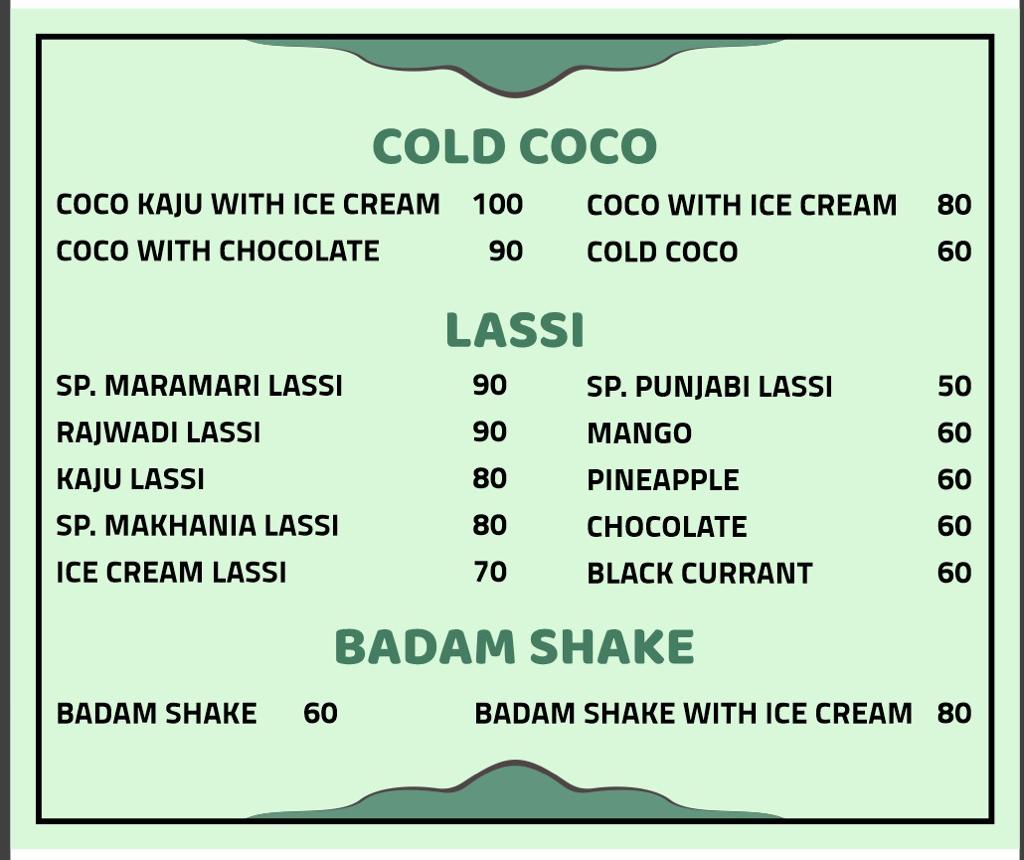 COLD COCO
COCO KAJU WITH ICE CREAM 100 COCO WITH ICE CREAM 80
COCO WITH CHOCOLATE 90 COLD COCO 60
LASSI
SP. MARAMARI LASSI 90 SP. PUNJABI LASSI 50
RAJWADI LASSI 90 MANGO 60
KAJU LASSI 80 PINEAPPLE 60
SP. MAKHANIA LASSI 80 CHOCOLATE 60
ICE CREAM LASSI 70 BLACK CURRANT 60
BADAM SHAKE
BADAM SHAKE 60 BADAM SHAKE WITH ICE CREAM 80